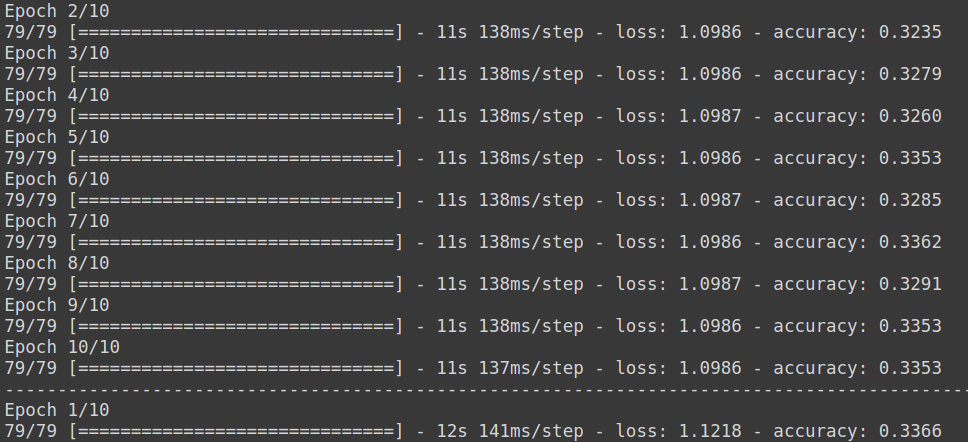 Epoch 2/10
79/79 [==============================] - 11s 138ms/step - loss: 1.0986 - accuracy: 0.3235
Epoch 3/10
79/79 [==============================] - 11s 138ms/step - loss: 1.0986 - accuracy: 0.3279
Epoch 4/10
79/79 [==============================] - 11s 138ms/step - loss: 1.0987 - accuracy: 0.3260
Epoch 5/10
79/79 [==============================] - 11s 138ms/step - loss: 1.0986 - accuracy: 0.3353
Epoch 6/10
79/79 [==============================] - 11s 138ms/step - loss: 1.0987 - accuracy: 0.3285
Epoch 7/10
79/79 [==============================] - 11s 138ms/step - loss: 1.0986 - accuracy: 0.3362
Epoch 8/10
79/79 [==============================] - 11s 138ms/step - loss: 1.0987 - accuracy: 0.3291
Epoch 9/10
79/79 [==============================] - 11s 138ms/step - loss: 1.0986 - accuracy: 0.3353
Epoch 10/10
79/79 [==============================] - 11s 137ms/step - loss: 1.0986 - accuracy: 0.3353
--------------------------------------------------------------------------------------------
Epoch 1/10
79/79 [==============================] - 12s 141ms/step - loss: 1.1218 - accuracy: 0.3366